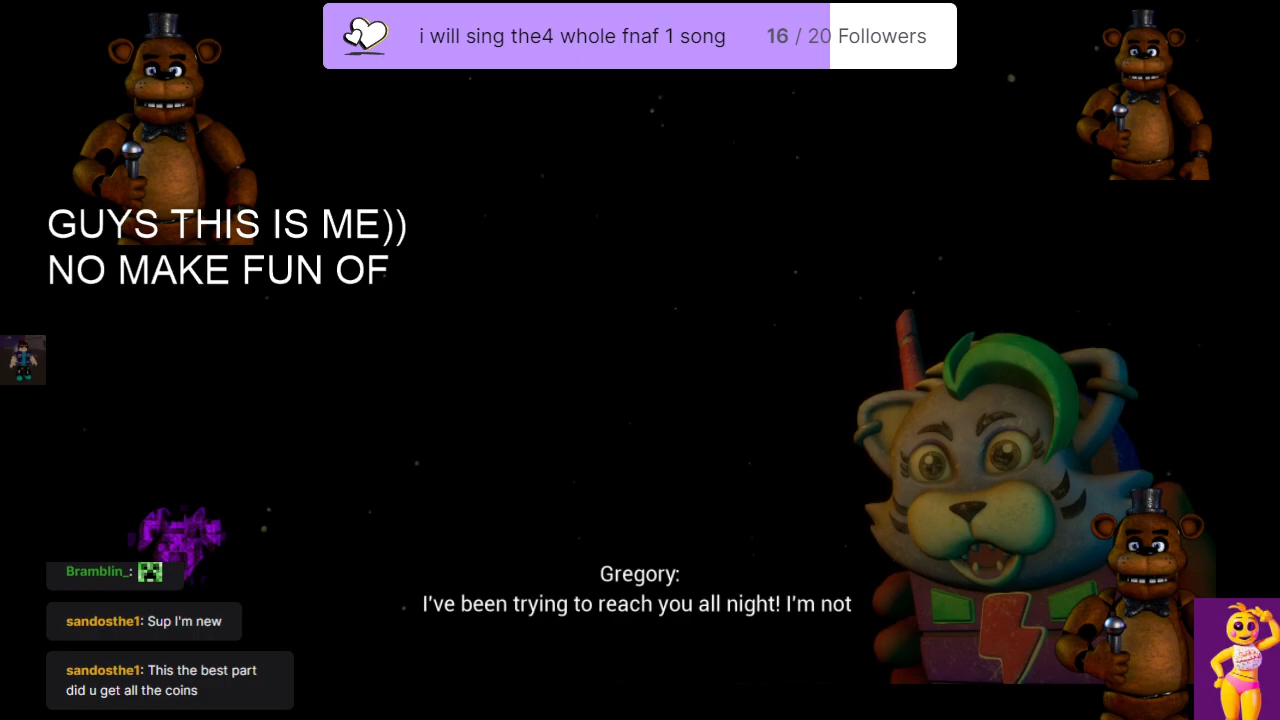 i will sing the4 whole fnaf 1 song 16 / 20 Followers
GUYS THIS IS ME))
NO MAKE FUN OF
Bramblin_:
sandosthe1: Sup I'm new
sandosthe1: This the best part
did u get all the coins
Gregory:
I've been trying to reach you all night! I'm not